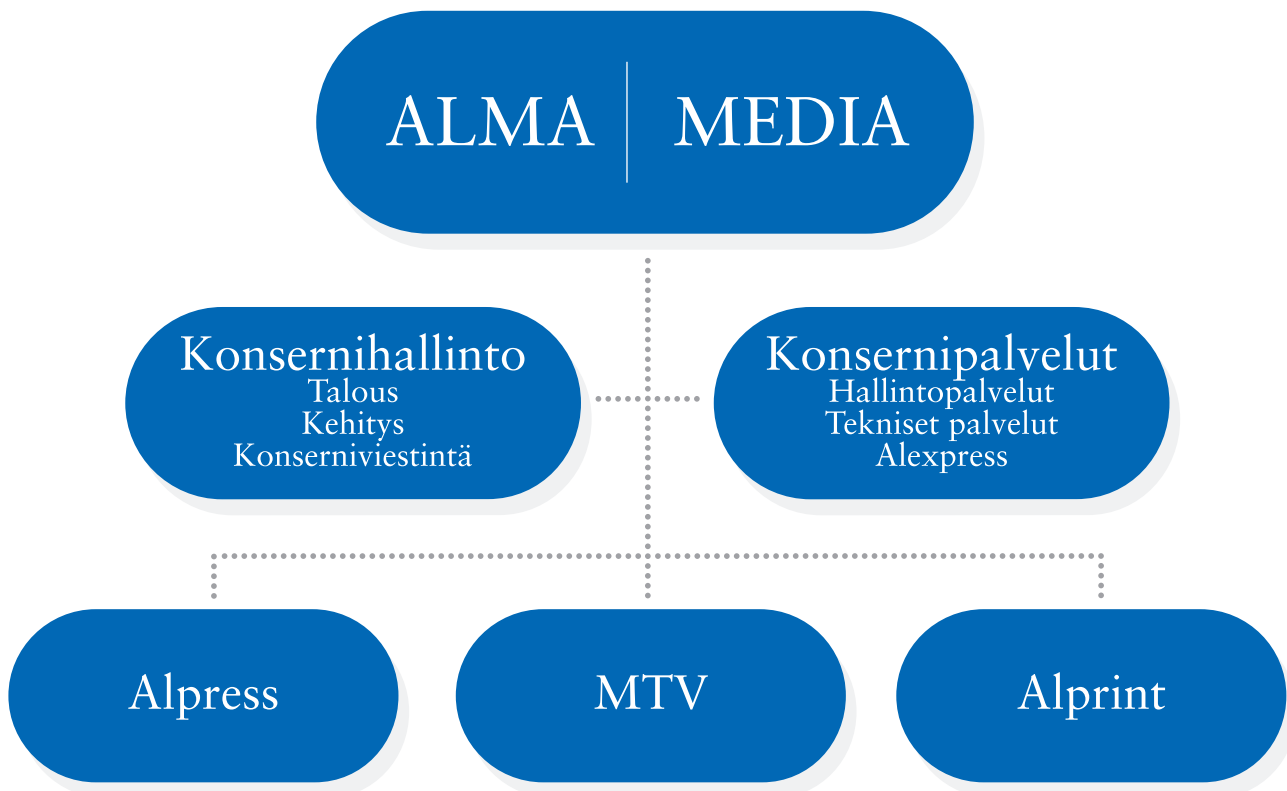 ALMA MEDIA
Konsernihallinto
Talous
Kehitys
Konserniviestintä
Konsernipalvelut
Hallintopalvelut
Tekniset palvelut
Alexpress
Alpress
MTV
Alprint